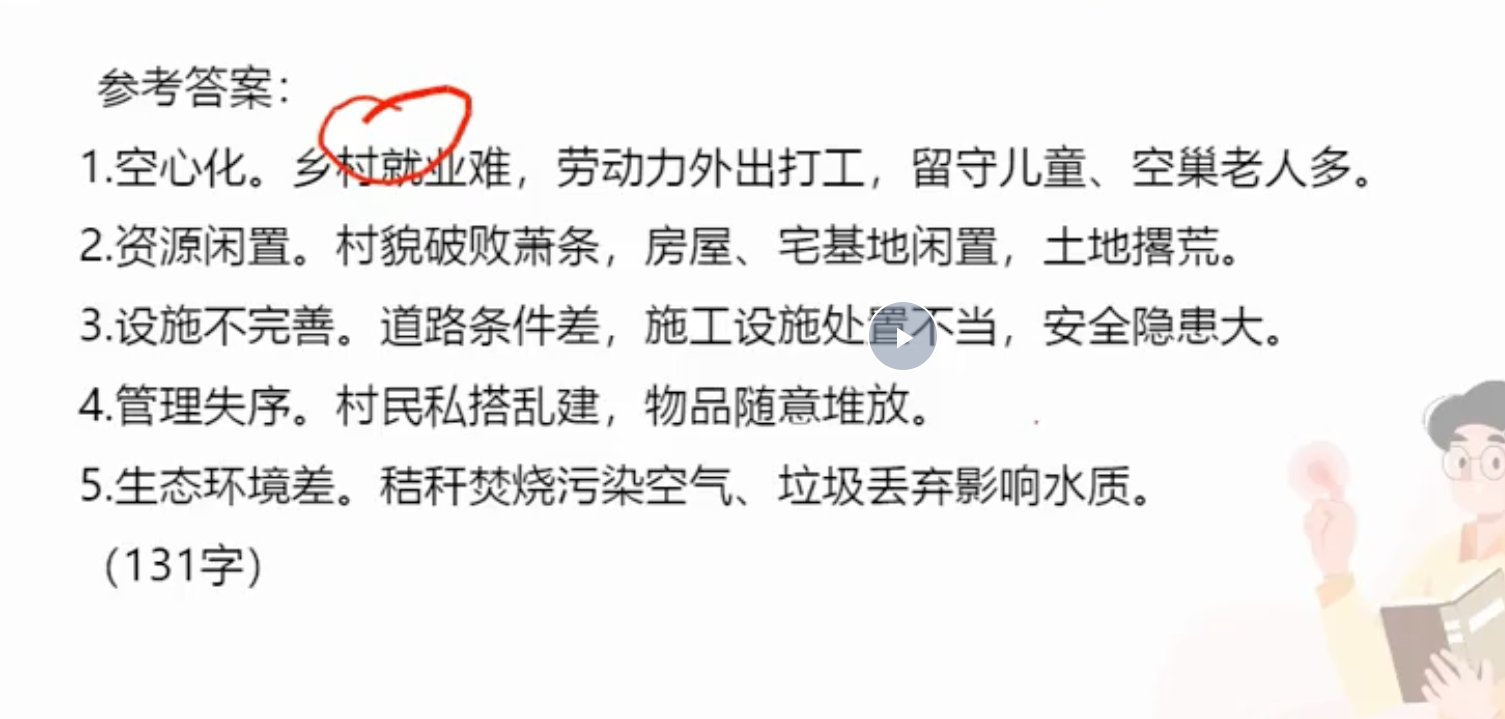 参考答案：
1.空心化。乡村就业难，劳动力外出打工，留守儿童、空巢老人多。
2.资源闲置。村貌破败萧条，房屋、宅基地闲置，土地撂荒。
3.设施不完善。道路条件差，施工设施处置不当，安全隐患大。
4.管理失序。村民私搭乱建，物品随意堆放。
5.生态环境差。秸秆焚烧污染空气、垃圾丢弃影响水质。
（131字）